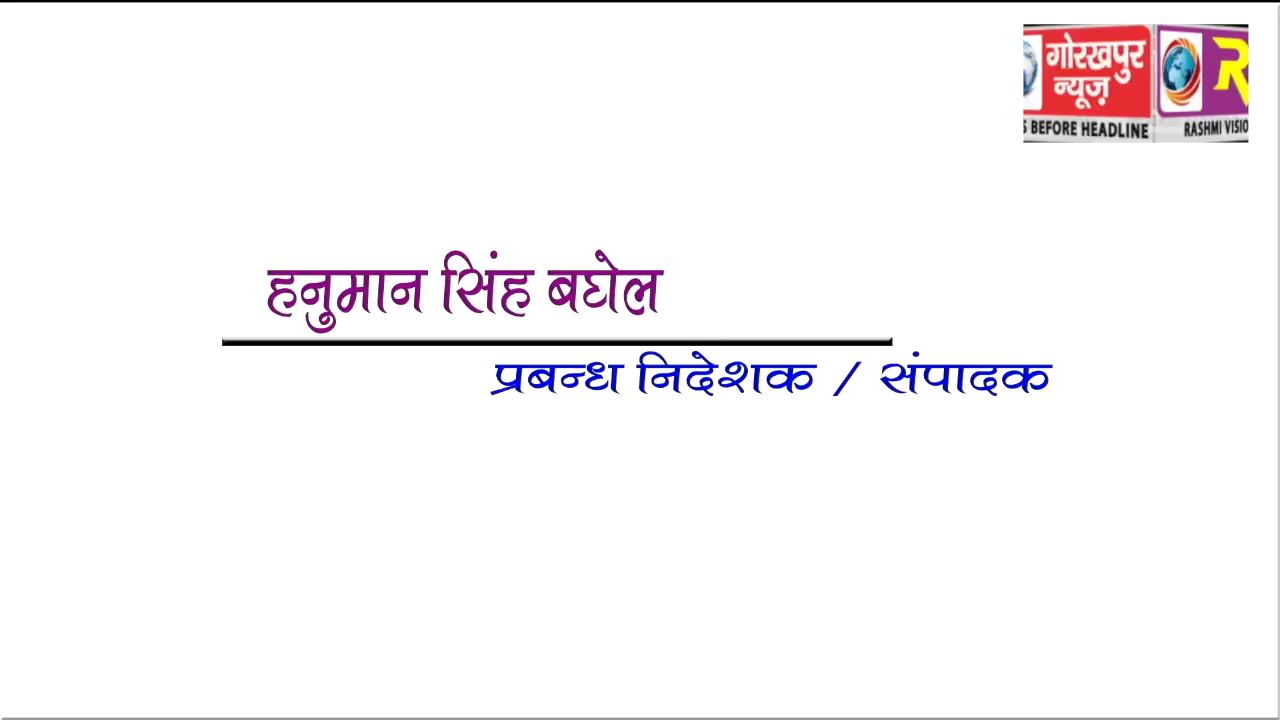 गोरखपुर
न्यूज़
S BEFORE HEADLINE
RASHMI VISIO
हनुमान सिंह बघेल
प्रबन्ध निदेशक / संपादक